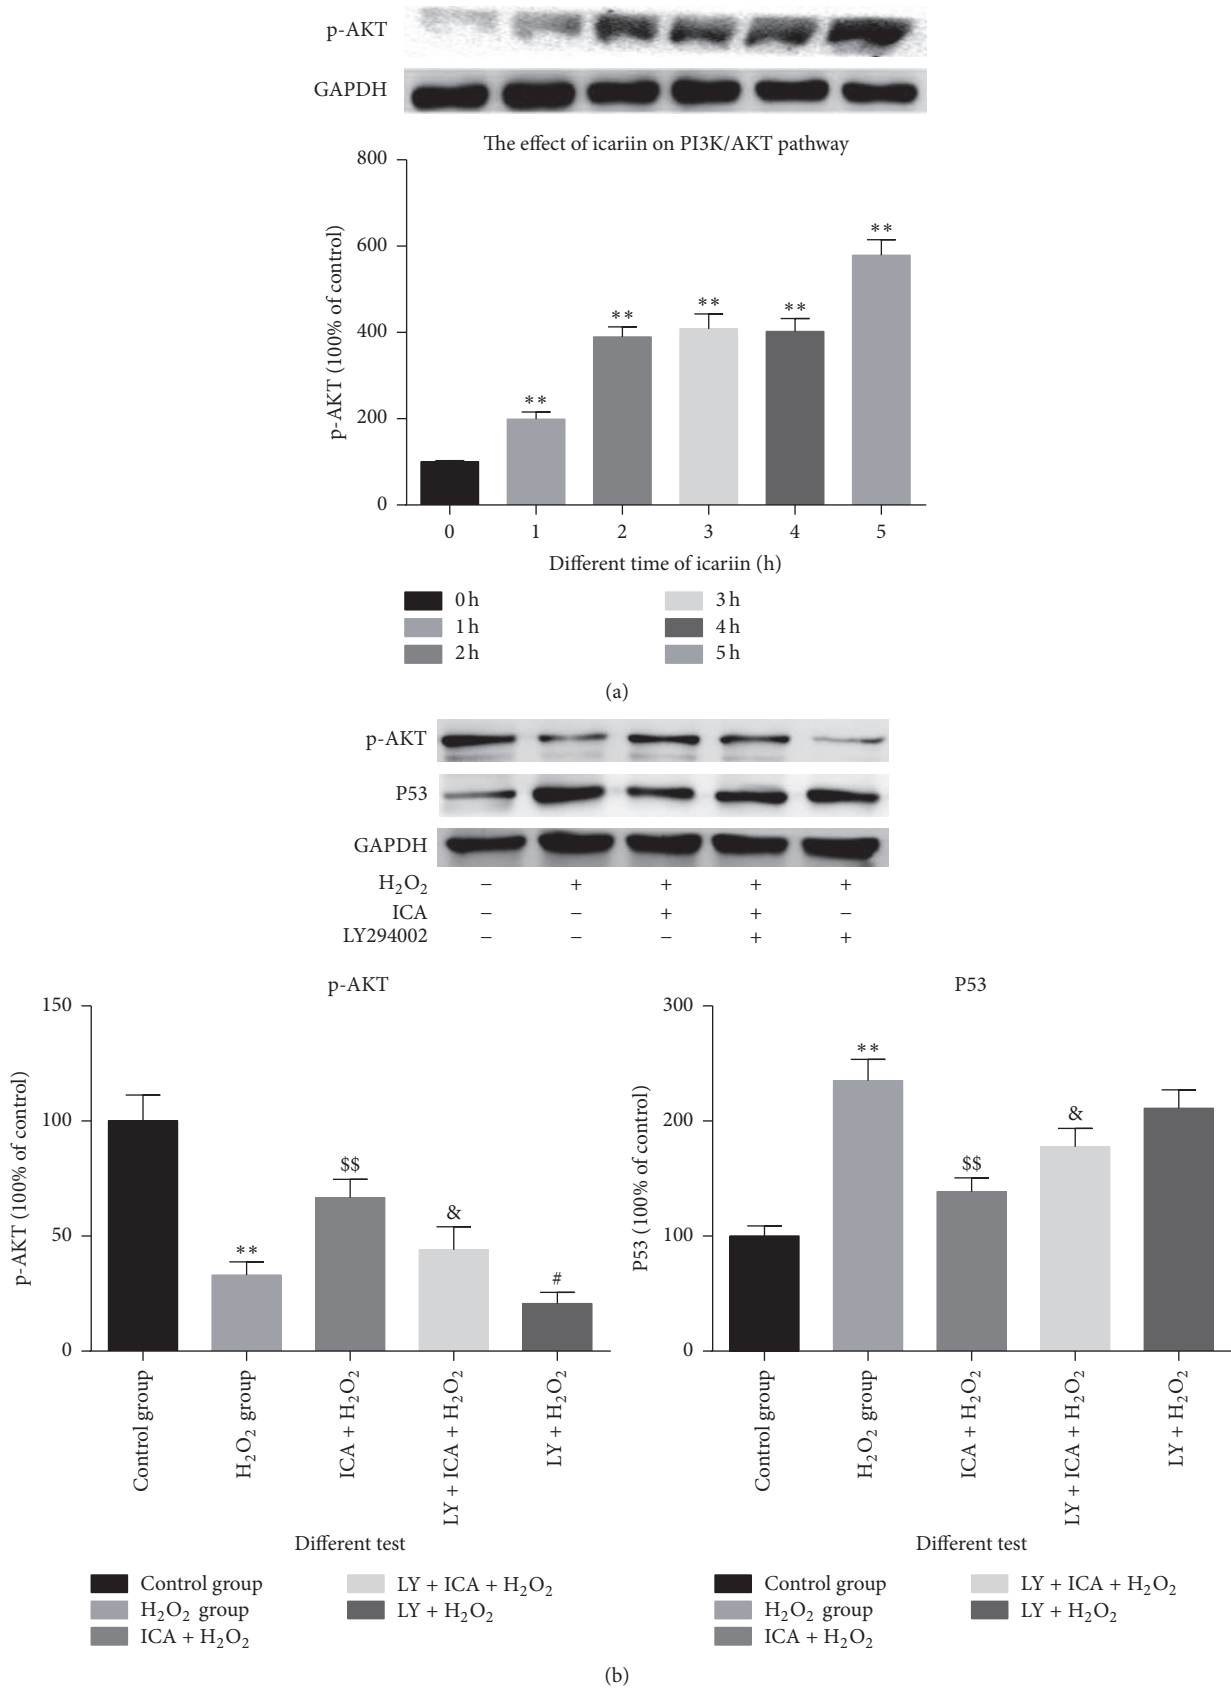 p-AKT
GAPDH
The effect of icariin on PI3K/AKT pathway
p-AKT (100% of control)
800
600
400
200
0
**
**
**
**
**
0 1 2 3 4 5
Different time of icariin (h)
0 h 3 h
1 h 4 h
2 h 5 h
(a)
p-AKT
P53
GAPDH
H₂O₂ − + + + +
ICA − − + + −
LY294002 − − − + +
p-AKT
p-AKT (100% of control)
150
100
50
0
**
$$
&
#
Control group
H₂O₂ group
ICA + H₂O₂
LY + ICA + H₂O₂
LY + H₂O₂
Different test
Control group LY + ICA + H₂O₂
H₂O₂ group LY + H₂O₂
ICA + H₂O₂
P53
P53 (100% of control)
300
200
100
0
**
$$
&
Control group
H₂O₂ group
ICA + H₂O₂
LY + ICA + H₂O₂
LY + H₂O₂
Different test
Control group LY + ICA + H₂O₂
H₂O₂ group LY + H₂O₂
ICA + H₂O₂
(b)